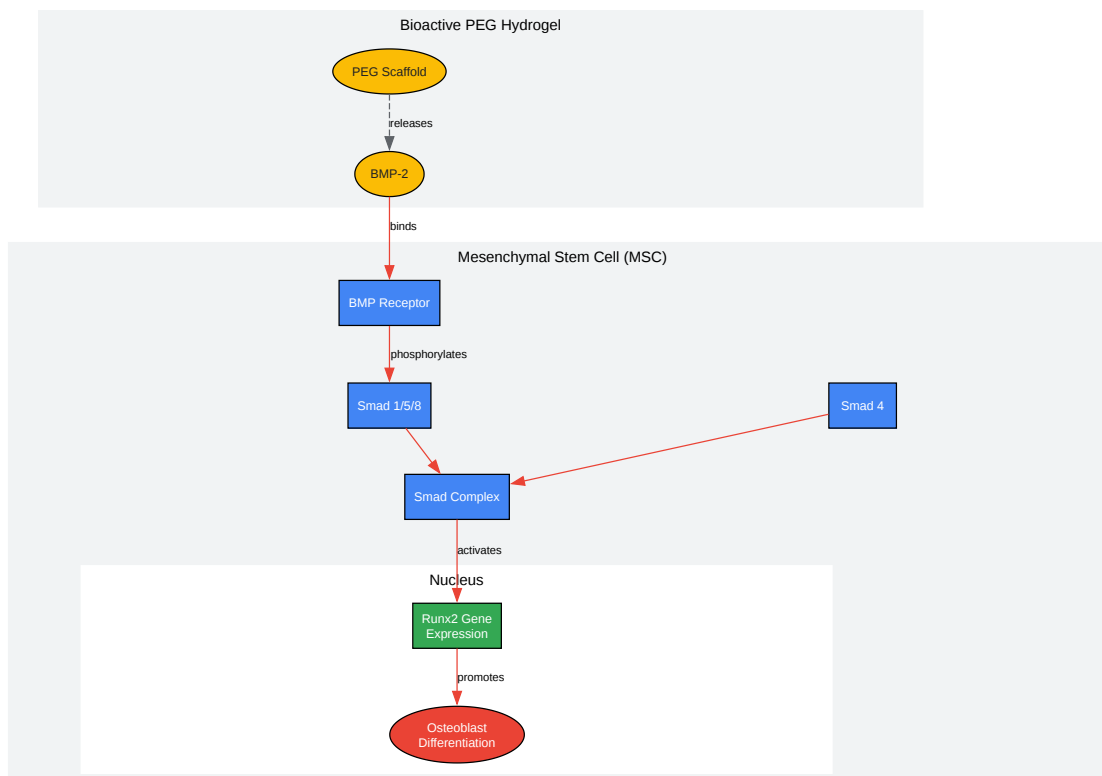 Bioactive PEG Hydrogel
PEG Scaffold
releases
BMP-2
binds
Mesenchymal Stem Cell (MSC)
BMP Receptor
phosphorylates
Smad 1/5/8
Smad 4
Smad Complex
activates
Nucleus
Runx2 Gene
Expression
promotes
Osteoblast
Differentiation